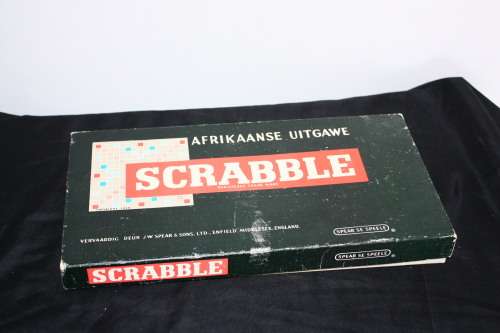 AFRIKAANSE UITGAWE
SCRABBLE
VERVAARDIG DEUR J.W. SPEAR & SONS, LTD., ENFIELD, MIDDLESEX, ENGLAND.
SPEAR SE SPELE
SCRABBLE
SPEAR SE SPELE